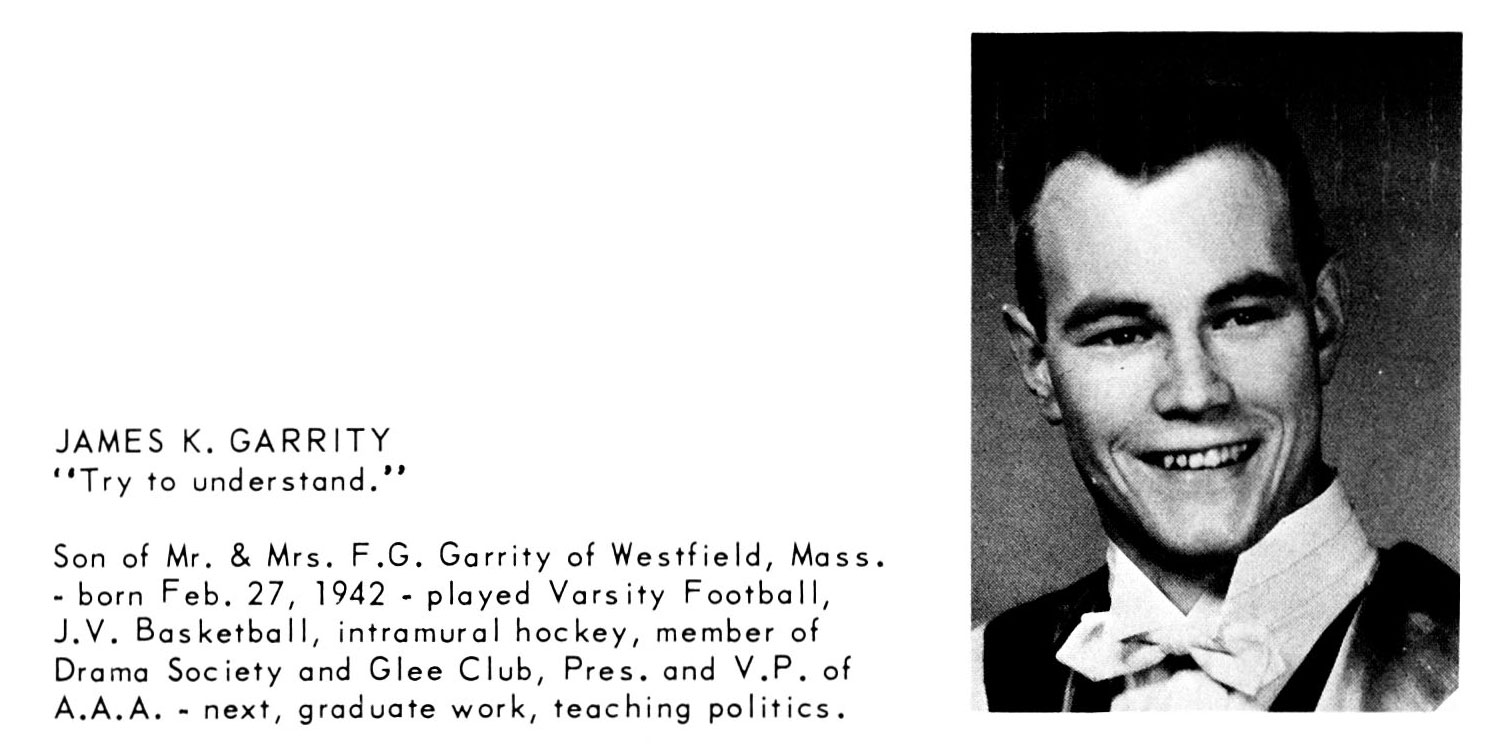 JAMES K. GARRITY
“Try to understand.”
Son of Mr. & Mrs. F.G. Garrity of Westfield, Mass.
- born Feb. 27, 1942 - played Varsity Football,
J.V. Basketball, intramural hockey, member of
Drama Society and Glee Club, Pres. and V.P. of
A.A.A. - next, graduate work, teaching politics.